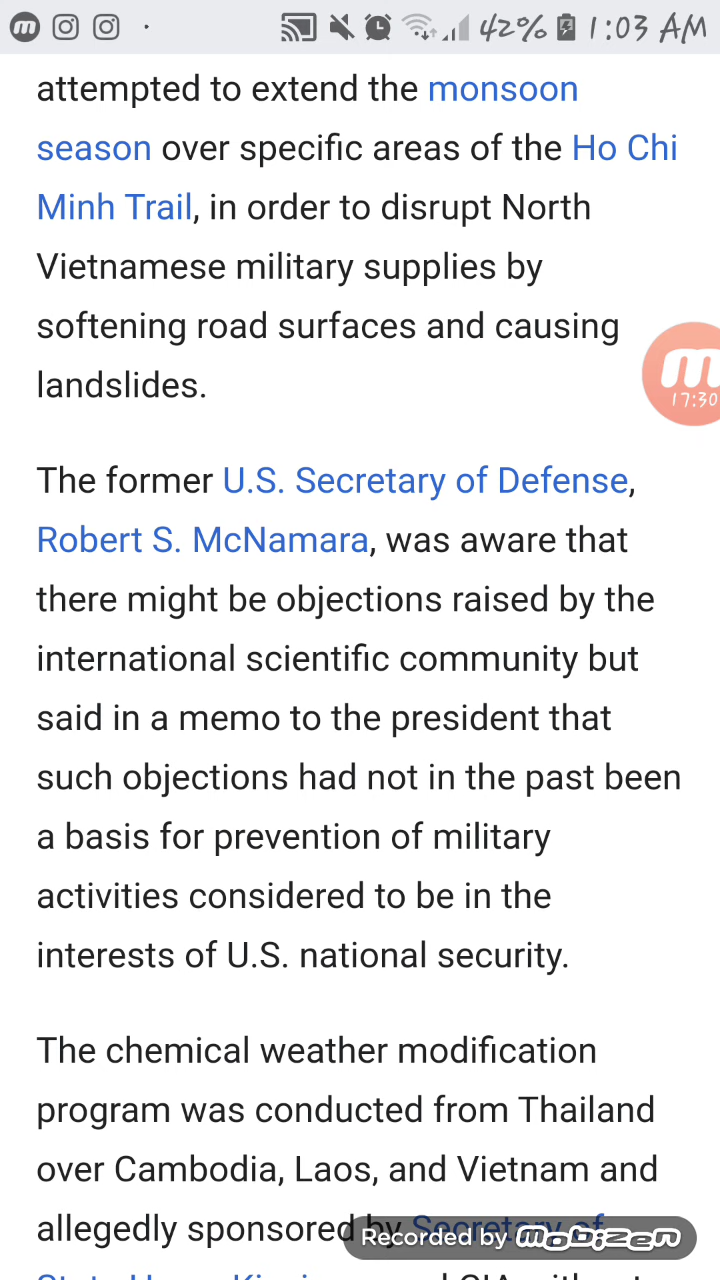 42% 1:03 AM
attempted to extend the monsoon
season over specific areas of the Ho Chi
Minh Trail, in order to disrupt North
Vietnamese military supplies by
softening road surfaces and causing
17:30
landslides.
The former U.S. Secretary of Defense,
Robert S. McNamara, was aware that
there might be objections raised by the
international scientific community but
said in a memo to the president that
such objections had not in the past been
a basis for prevention of military
activities considered to be in the
interests of U.S. national security.
The chemical weather modification
program was conducted from Thailand
over Cambodia, Laos, and Vietnam and
allegedly sponsored by Secretary of
Recorded by mobizen